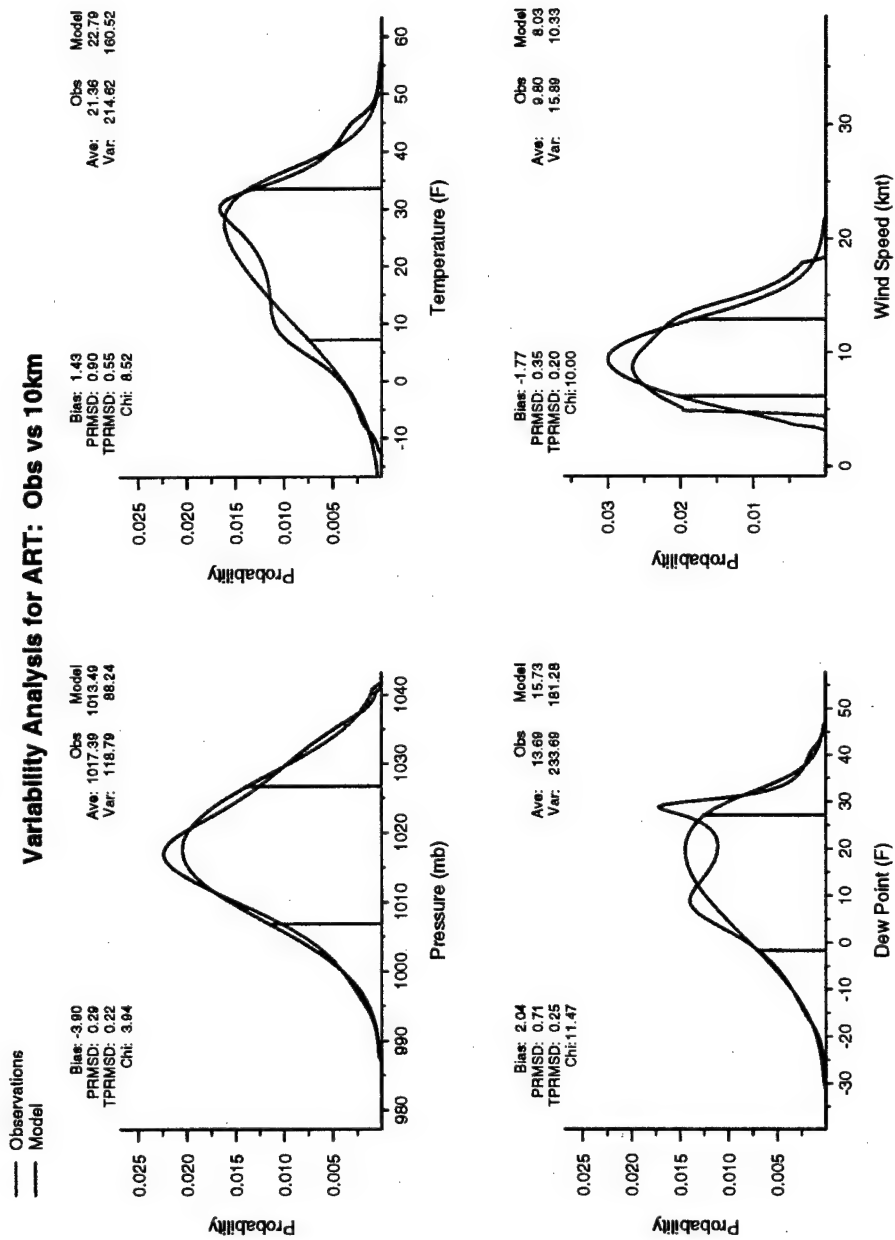 Variability Analysis for ART: Obs vs 10km
Observations
Model
Bias: -3.90
PRMSD: 0.29
TPRMSD: 0.22
Chi: 3.94
Obs Model
Ave: 1017.39 1013.49
Var: 118.79 88.24
Probability
0.025
0.020
0.015
0.010
0.005
980 990 1000 1010 1020 1030 1040
Pressure (mb)
Bias: 1.43
PRMSD: 0.90
TPRMSD: 0.55
Chi: 8.52
Obs Model
Ave: 21.36 22.79
Var: 214.62 160.52
Probability
0.025
0.020
0.015
0.010
0.005
-10 0 10 20 30 40 50 60
Temperature (F)
Bias: 2.04
PRMSD: 0.71
TPRMSD: 0.25
Chi: 11.47
Obs Model
Ave: 13.69 15.73
Var: 233.69 181.28
Probability
0.025
0.020
0.015
0.010
0.005
-30 -20 -10 0 10 20 30 40 50
Dew Point (F)
Bias: -1.77
PRMSD: 0.35
TPRMSD: 0.20
Chi: 10.00
Obs Model
Ave: 9.80 8.03
Var: 15.89 10.33
Probability
0.03
0.02
0.01
0 10 20 30
Wind Speed (knt)